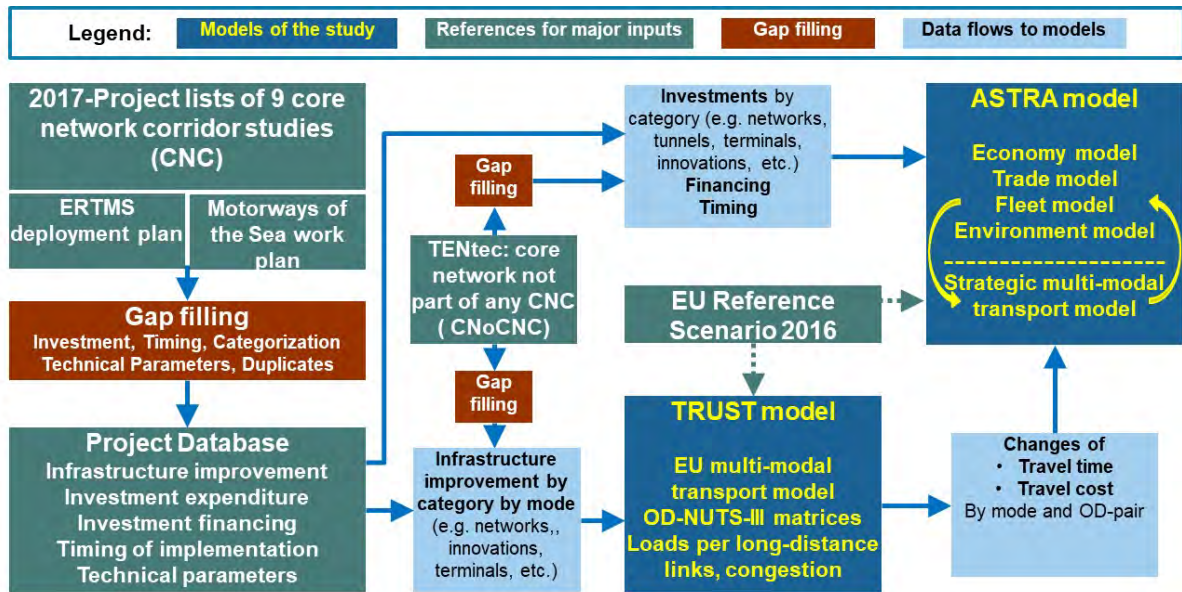 Legend:
Models of the study
References for major inputs
Gap filling
Data flows to models
2017-Project lists of 9 core
network corridor studies
(CNC)
ERTMS
deployment plan
Motorways of
the Sea work
plan
Gap filling
Investment, Timing, Categorization
Technical Parameters, Duplicates
Project Database
Infrastructure improvement
Investment expenditure
Investment financing
Timing of implementation
Technical parameters
Gap
filling
TENtec: core
network not
part of any CNC
( CNoCNC)
Gap
filling
Infrastructure
improvement by
category by mode
(e.g. networks,,
innovations,
terminals, etc.)
Investments by
category (e.g. networks,
tunnels, terminals,
innovations, etc.)
Financing
Timing
EU Reference
Scenario 2016
TRUST model
EU multi-modal
transport model
OD-NUTS-III matrices
Loads per long-distance
links, congestion
ASTRA model
Economy model
Trade model
Fleet model
Environment model
----------------------
Strategic multi-modal
transport model
Changes of
• Travel time
• Travel cost
By mode and OD-pair